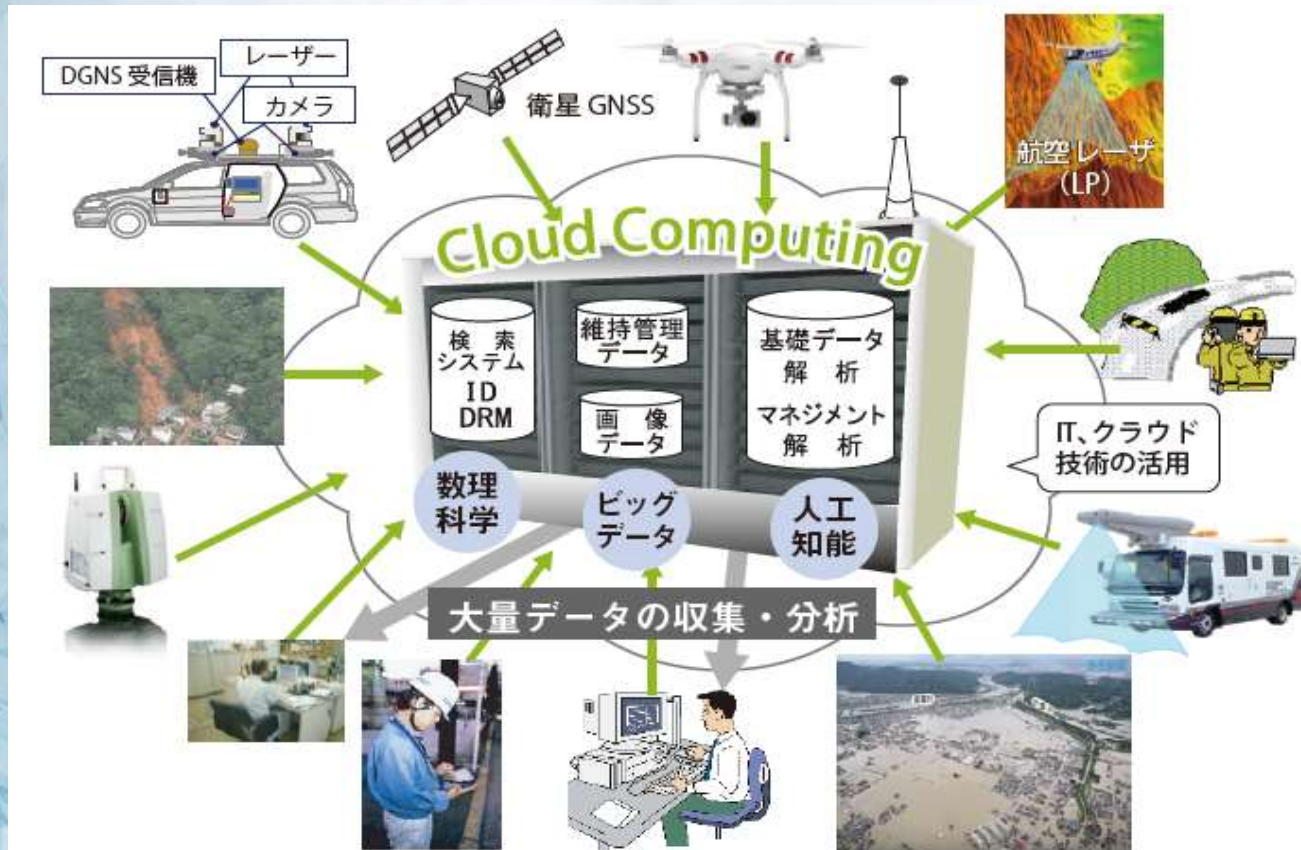 レーザー
DGNS 受信機
カメラ
衛星 GNSS
航空レーザ
(LP)
Cloud Computing
検 索
システム
ID
DRM
維持管理
データ
画 像
データ
基礎データ
解 析
マネジメント
解 析
IT、クラウド
技術の活用
数理
科学
ビッグ
データ
人工
知能
大量データの収集・分析